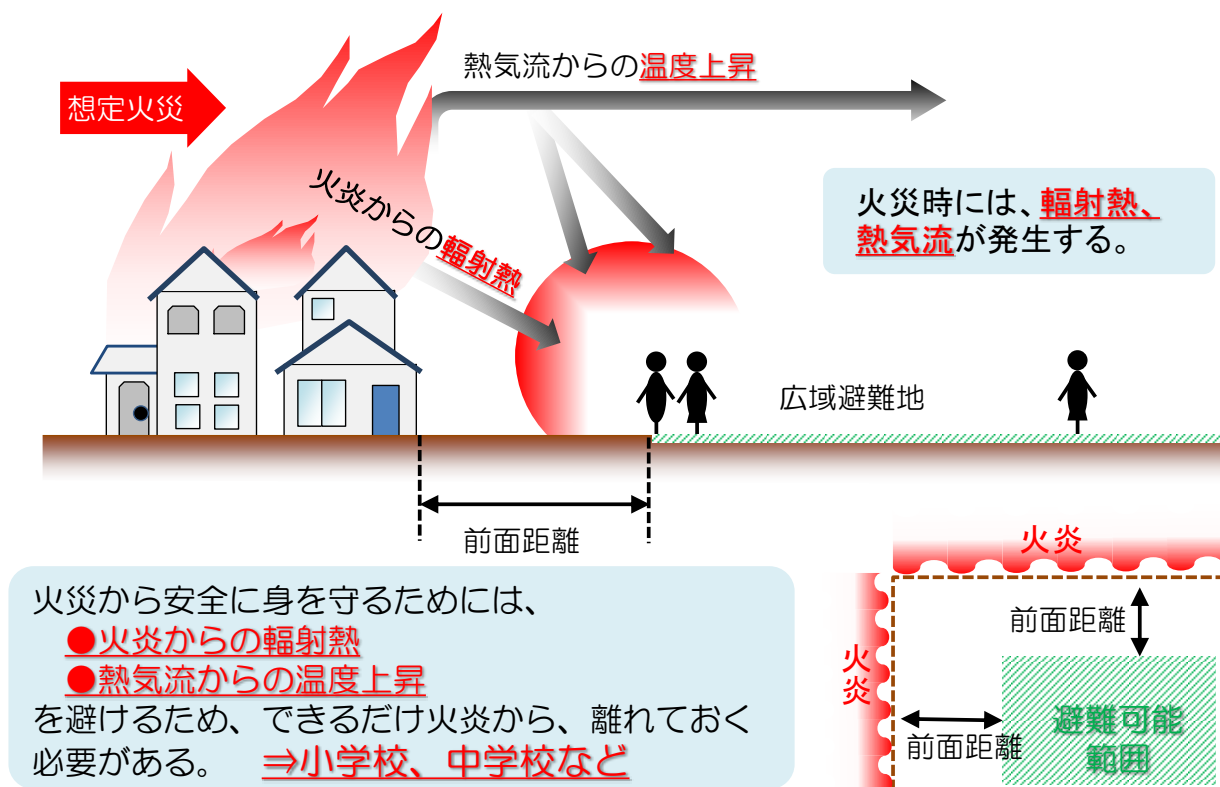 熱気流からの温度上昇
想定火災
火炎からの輻射熱
火災時には、輻射熱、
熱気流が発生する。
広域避難地
前面距離
火災から安全に身を守るためには、
●火炎からの輻射熱
●熱気流からの温度上昇
を避けるため、できるだけ火炎から、離れておく
必要がある。 ⇒小学校、中学校など
火炎
前面距離
火炎
前面距離
避難可能
範囲